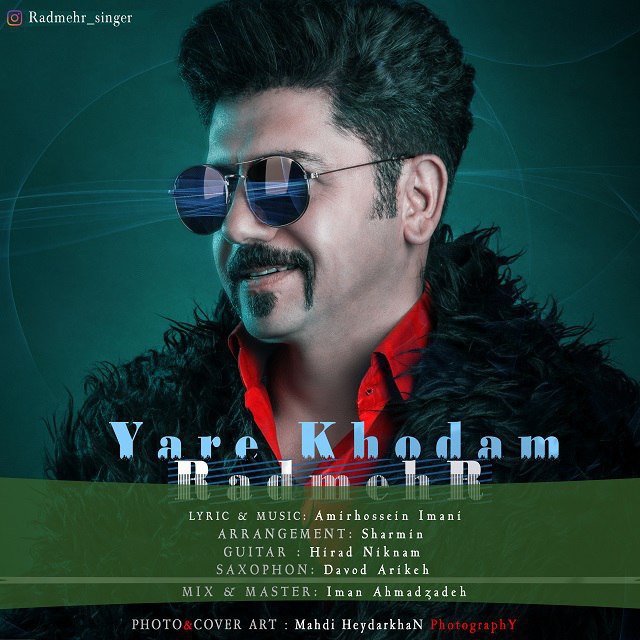 Radmehr_singer
Yare Khodam
RadmehR
LYRIC & MUSIC: Amirhossein Imani
ARRANGEMENT: Sharmin
GUITAR : Hirad Niknam
SAXOPHON: Davod Arikeh
MIX & MASTER: Iman Ahmadzadeh
PHOTO&COVER ART : Mahdi HeydarkhaN PhotographY